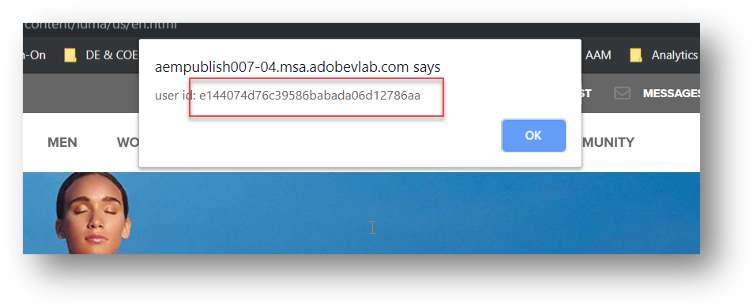 content/idma/us/en.html
n-On
DE & COE
AAM
Analytics
aempublish007-04.msa.adobevlab.com says
user id: e144074d76c39586babada06d12786aa
OK
ST
MESSAGES
MEN
WO
MUNITY